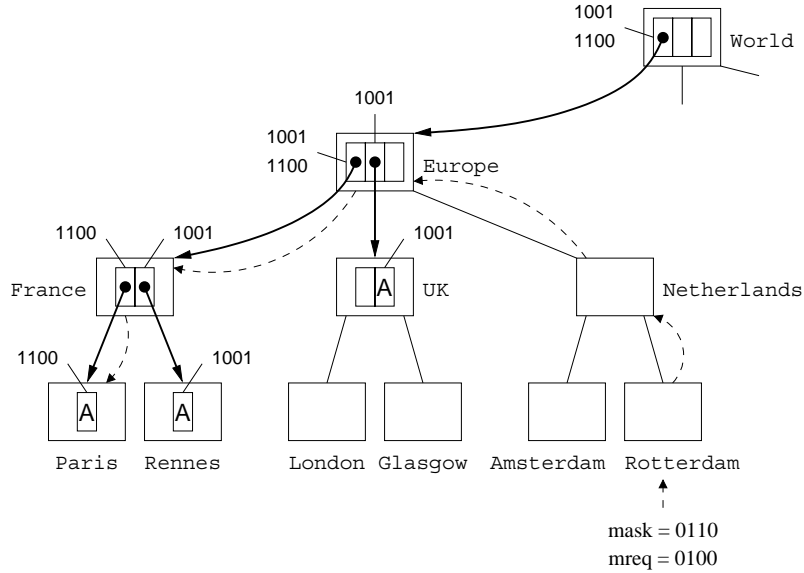 1001
1100
World
1001
1001
1100
Europe
1100
1001
1001
France
A
UK
Netherlands
1100
1001
A
A
Paris
Rennes
London
Glasgow
Amsterdam
Rotterdam
mask = 0110
mreq = 0100